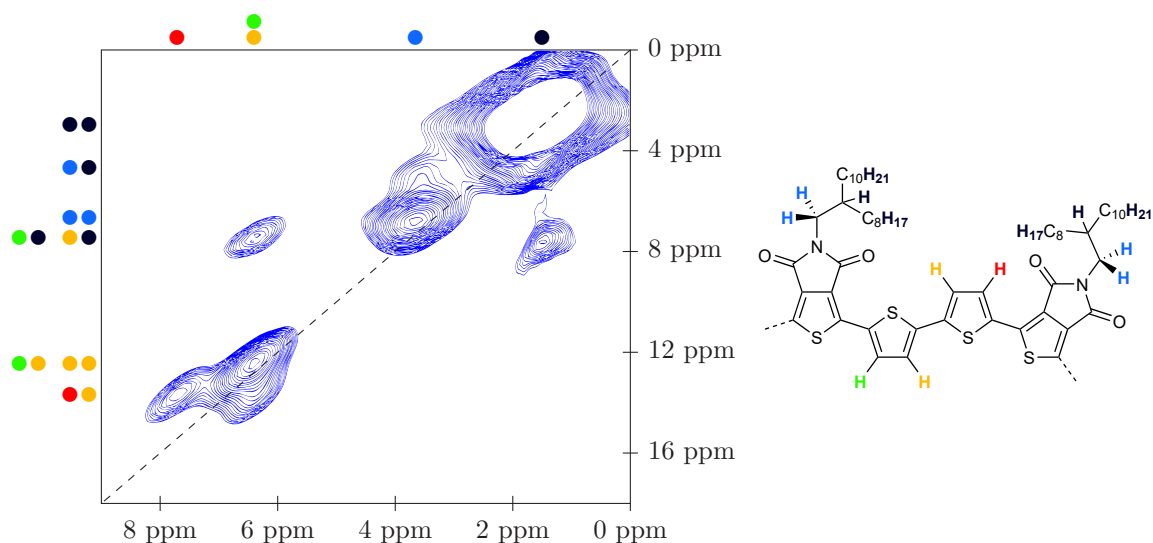 0 ppm
4 ppm
8 ppm
12 ppm
16 ppm
8 ppm 6 ppm 4 ppm 2 ppm 0 ppm
C₁₀H₂₁
H H
H C₈H₁₇
N
O O
S
S
H H
S
H H
H C₁₀H₂₁
H₁₇C₈
H
O N H
O
S